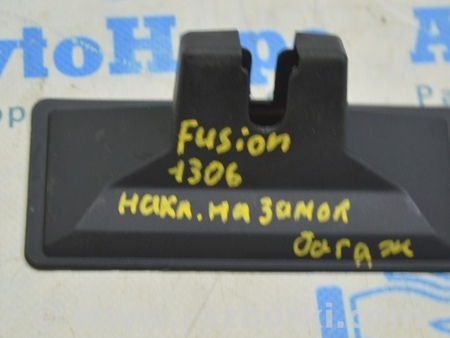 Fusion
1306
накл. на замок
багаж